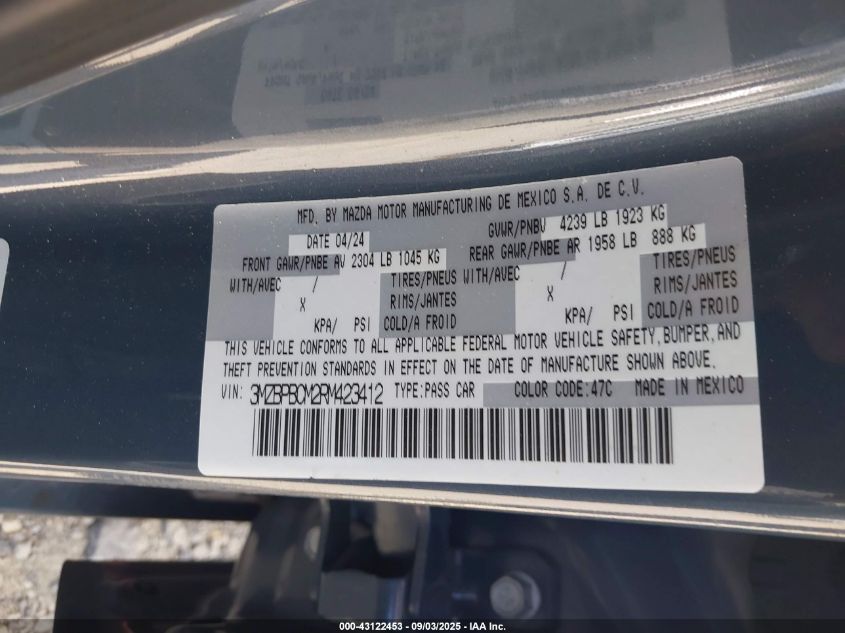 MFD. BY MAZDA MOTOR MANUFACTURING DE MEXICO S.A. DE C.V.
DATE 04/24 GVWR/PNBV 4239 LB 1923 KG
FRONT GAWR/PNBE AV 2304 LB 1045 KG REAR GAWR/PNBE AR 1958 LB 888 KG
WITH/AVEC / TIRES/PNEUS WITH/AVEC / TIRES/PNEUS
X RIMS/JANTES X RIMS/JANTES
KPA/ PSI COLD/A FROID KPA/ PSI COLD/A FROID
THIS VEHICLE CONFORMS TO ALL APPLICABLE FEDERAL MOTOR VEHICLE SAFETY, BUMPER, AND
THEFT PREVENTION STANDARDS IN EFFECT ON THE DATE OF MANUFACTURE SHOWN ABOVE.
VIN: 3MZBPBCM2RM423412 TYPE:PASS CAR COLOR CODE:47C MADE IN MEXICO
000-43122453 - 09/03/2025 - IAA Inc.